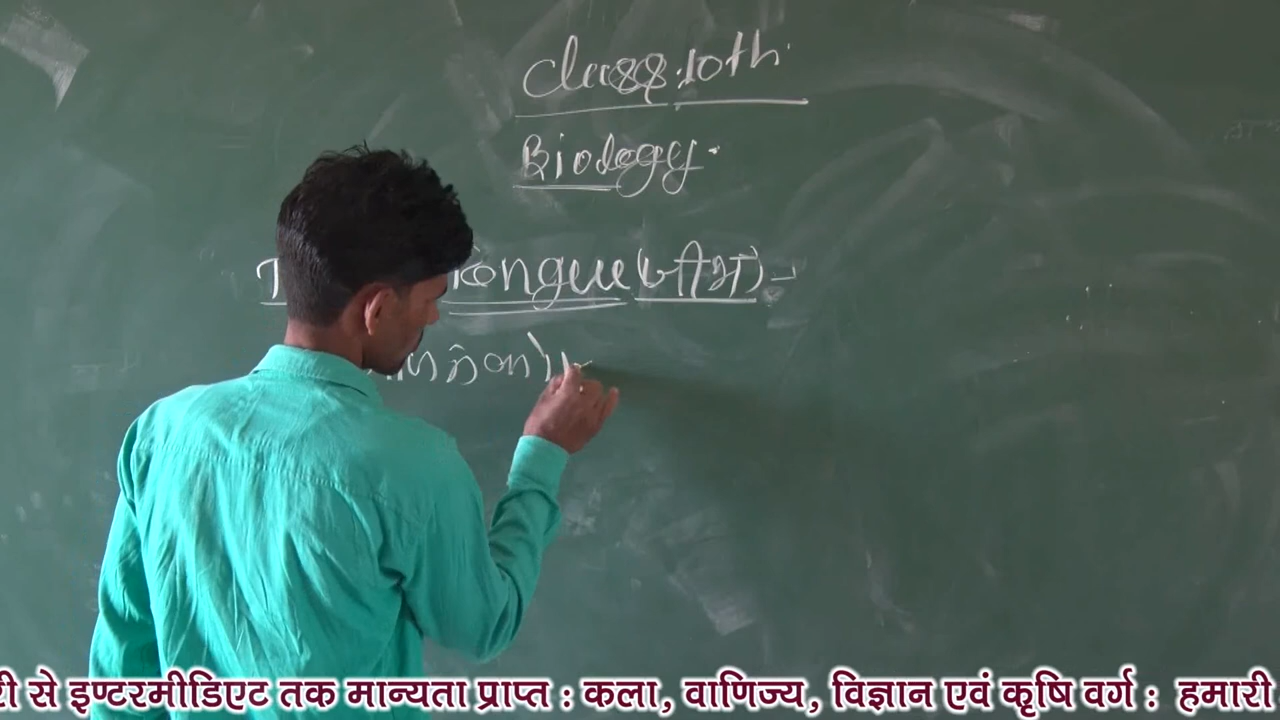 Class 10th.
Biology.
Tongue (जीभ) -
री से इण्टरमीडिएट तक मान्यता प्राप्त : कला, वाणिज्य, विज्ञान एवं कृषि वर्ग : हमारी